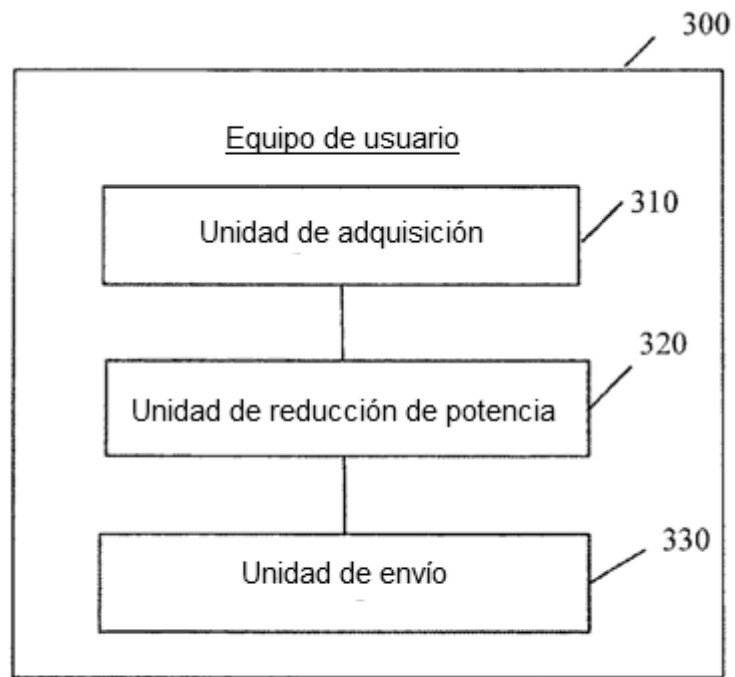 300
Equipo de usuario
310
Unidad de adquisición
320
Unidad de reducción de potencia
330
Unidad de envío